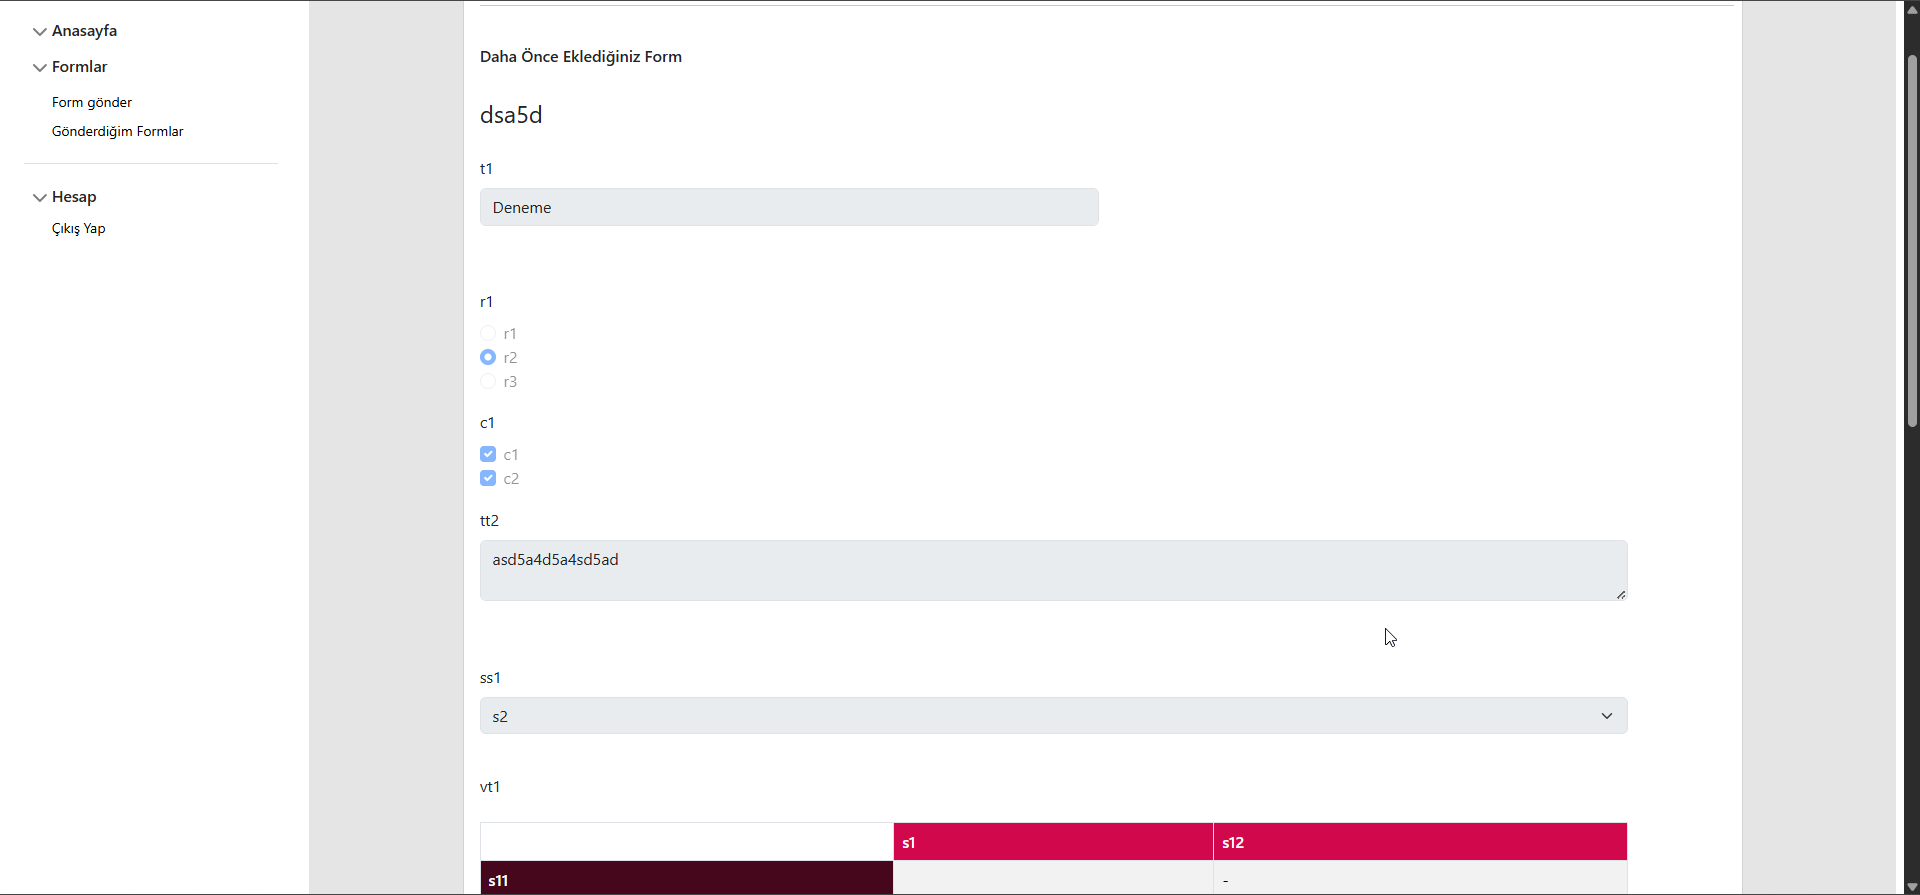 Anasayfa
Formlar
Form gönder
Gönderdiğim Formlar
Hesap
Çıkış Yap
Daha Önce Eklediğiniz Form
dsa5d
t1
Deneme
r1
r1
r2
r3
c1
c1
c2
tt2
asd5a4d5a4sd5ad
ss1
s2
vt1
s1 s12
s11 -